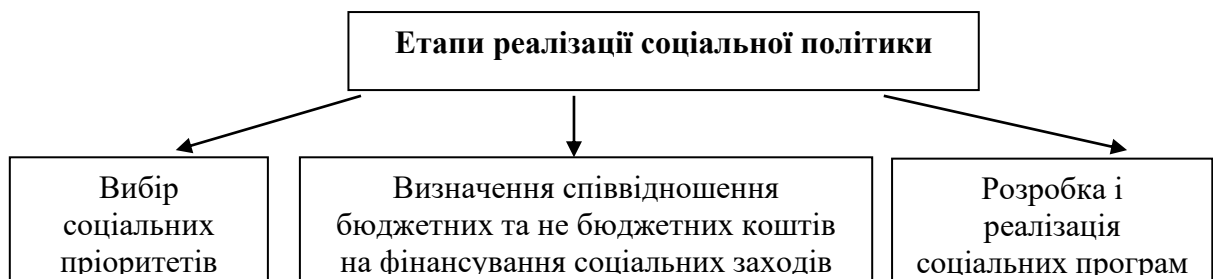 Етапи реалізації соціальної політики
Вибір
соціальних
пріоритетів
Визначення співвідношення
бюджетних та не бюджетних коштів
на фінансування соціальних заходів
Розробка і
реалізація
соціальних програм